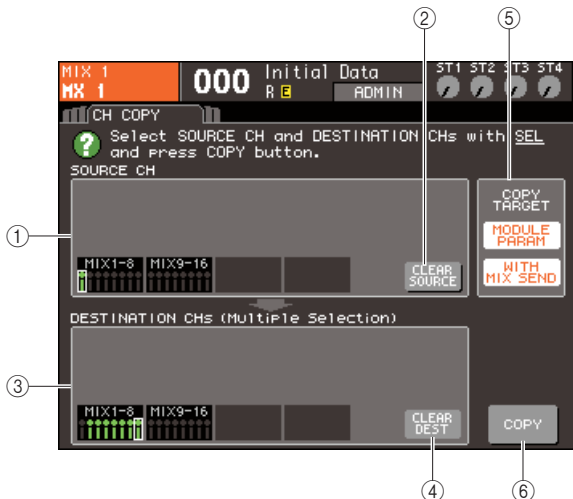 ② ⑤
MIX 1
MX 1
000
Initial Data
R E ADMIN
ST1 ST2 ST3 ST4
CH COPY
? Select SOURCE CH and DESTINATION CHs with SEL
and press COPY button.
SOURCE CH
①
MIX1-8 MIX9-16
CLEAR
SOURCE
COPY
TARGET
MODULE
PARAM
WITH
MIX SEND
DESTINATION CHs (Multiple Selection)
③
MIX1-8 MIX9-16
CLEAR
DEST
COPY
④ ⑥